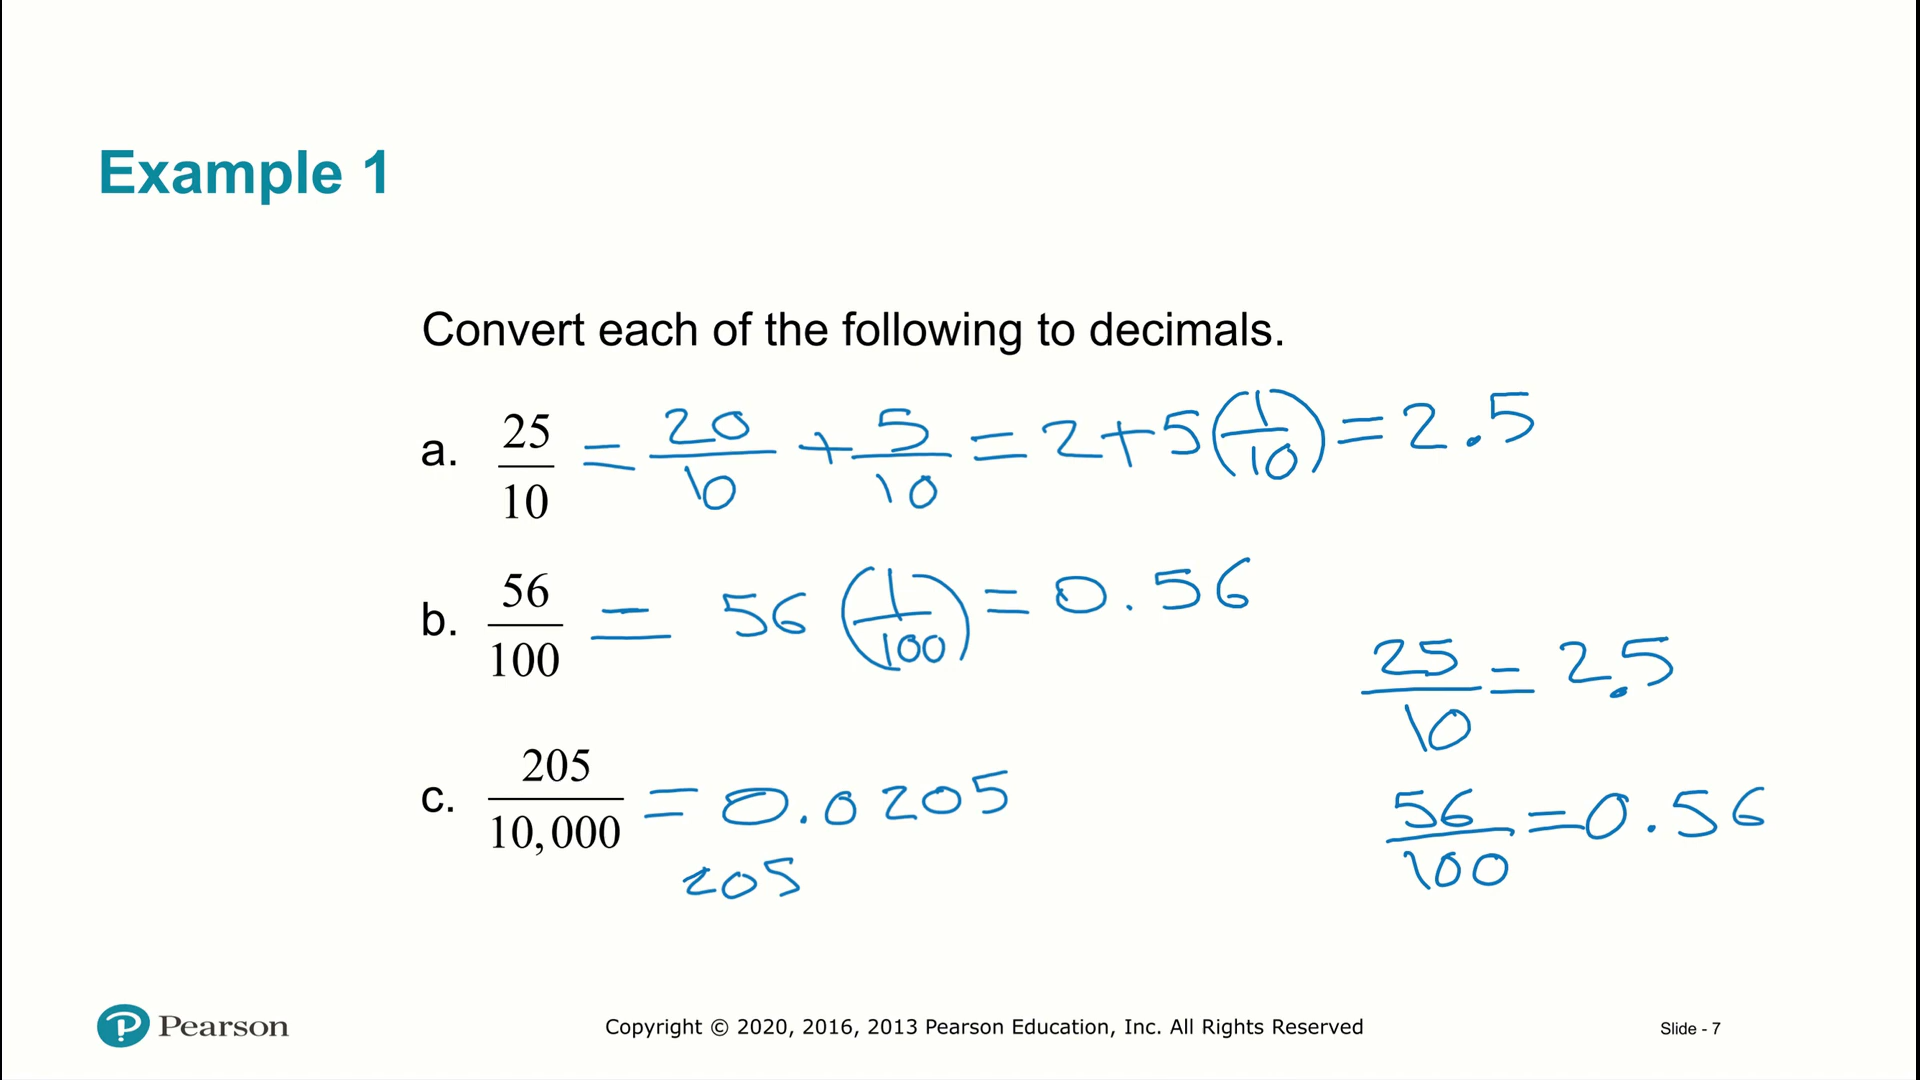 Example 1
Convert each of the following to decimals.
a. 25/10 = 20/10 + 5/10 = 2 + 5(1/10) = 2.5
b. 56/100 = 56(1/100) = 0.56
25/10 = 2.5
c. 205/10,000 = 0.0205
205
56/100 = 0.56
Pearson
Copyright © 2020, 2016, 2013 Pearson Education, Inc. All Rights Reserved
Slide - 7